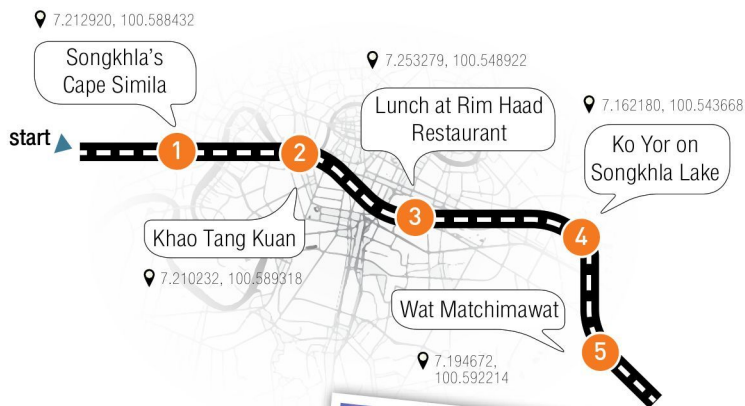 7.212920, 100.588432
Songkhla's
Cape Simila
start
1
2
Khao Tang Kuan
7.210232, 100.589318
7.253279, 100.548922
Lunch at Rim Haad
Restaurant
3
7.162180, 100.543668
Ko Yor on
Songkhla Lake
4
Wat Matchimawat
5
7.194672,
100.592214